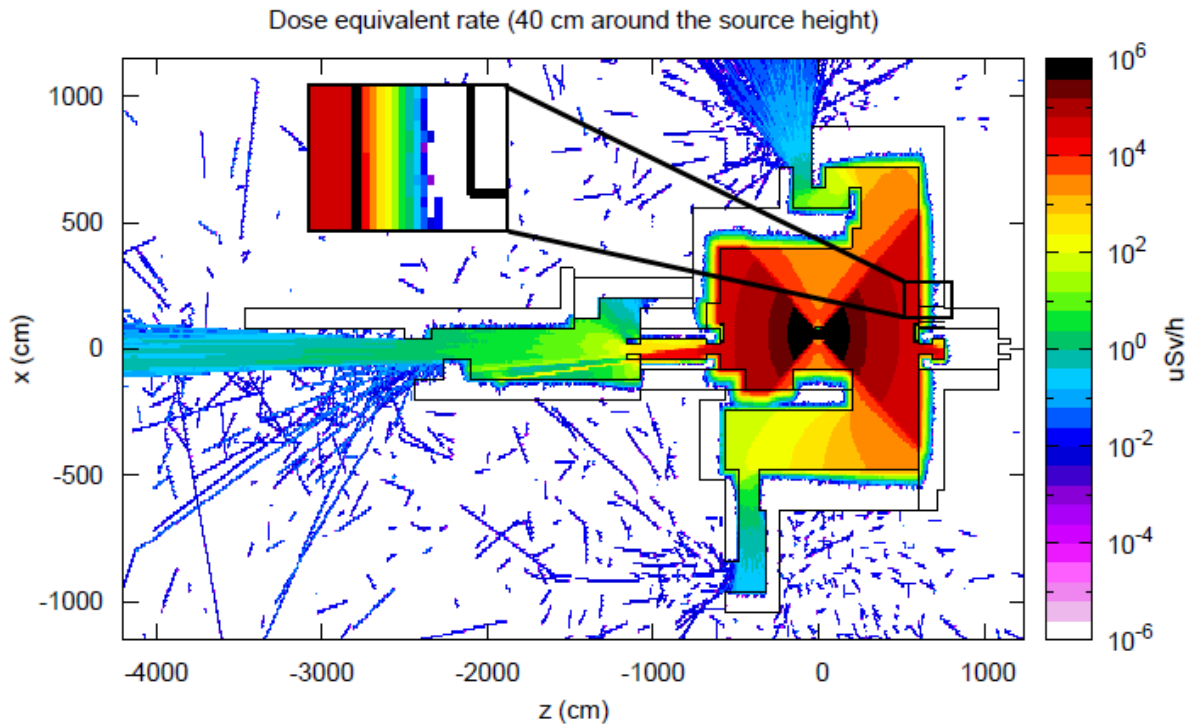 Dose equivalent rate (40 cm around the source height)
x (cm)
1000
500
0
-500
-1000
-4000 -3000 -2000 -1000 0 1000
z (cm)
10^6
10^4
10^2
10^0
10^-2
10^-4
10^-6
uSv/h